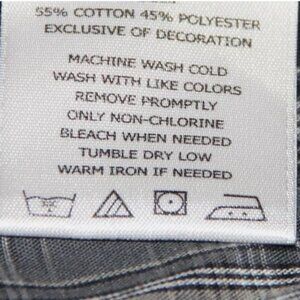 55% COTTON 45% POLYESTER
EXCLUSIVE OF DECORATION
MACHINE WASH COLD
WASH WITH LIKE COLORS
REMOVE PROMPTLY
ONLY NON-CHLORINE
BLEACH WHEN NEEDED
TUMBLE DRY LOW
WARM IRON IF NEEDED